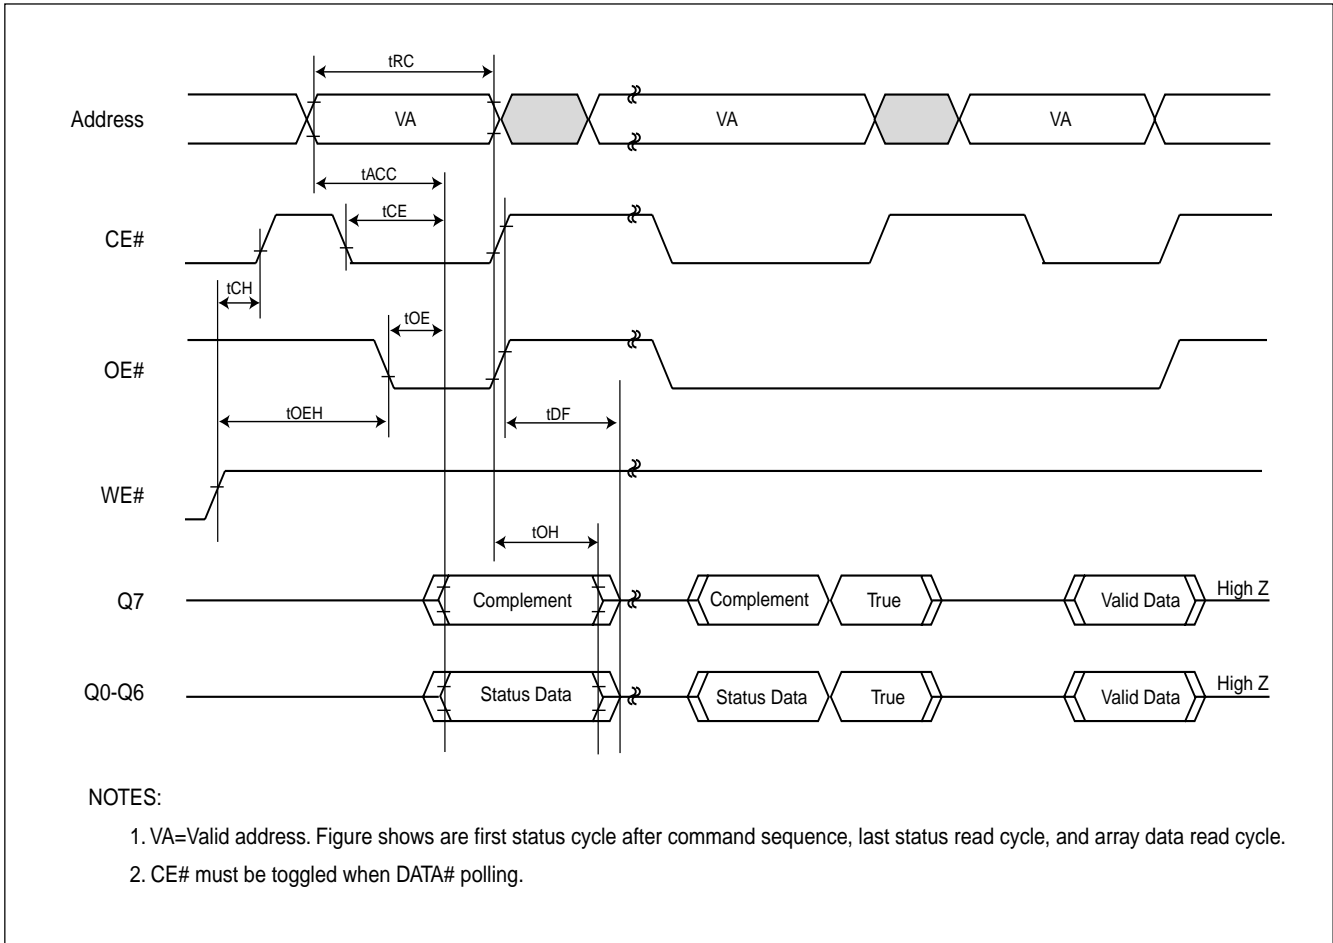 tRC
Address VA VA VA
tACC
tCE
CE#
tCH
tOE
OE#
tOEH tDF
WE#
tOH
Q7 Complement Complement True Valid Data High Z
Q0-Q6 Status Data Status Data True Valid Data High Z
NOTES:
1. VA=Valid address. Figure shows are first status cycle after command sequence, last status read cycle, and array data read cycle.
2. CE# must be toggled when DATA# polling.